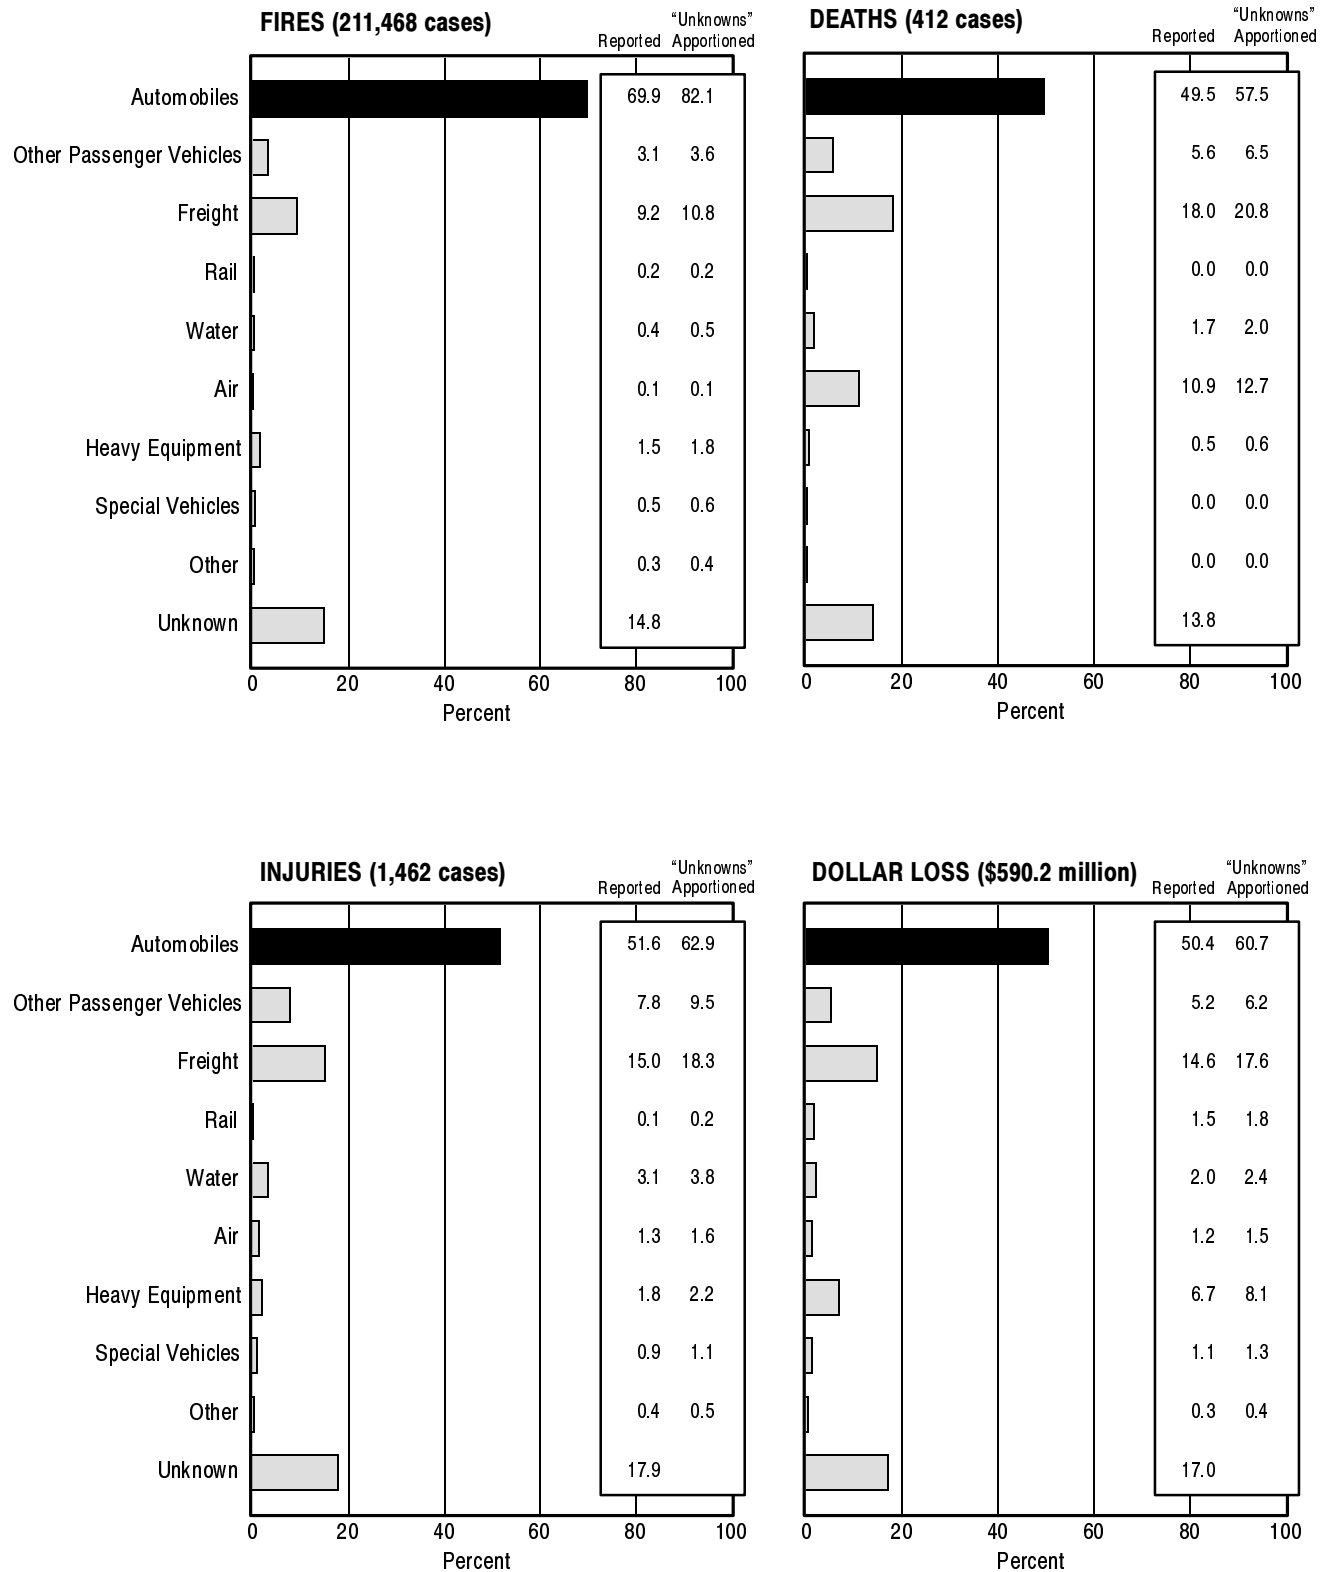 FIRES (211,468 cases)
Reported “Unknowns” Apportioned
Automobiles 69.9 82.1
Other Passenger Vehicles 3.1 3.6
Freight 9.2 10.8
Rail 0.2 0.2
Water 0.4 0.5
Air 0.1 0.1
Heavy Equipment 1.5 1.8
Special Vehicles 0.5 0.6
Other 0.3 0.4
Unknown 14.8
0 20 40 60 80 100
Percent
DEATHS (412 cases)
Reported “Unknowns” Apportioned
49.5 57.5
5.6 6.5
18.0 20.8
0.0 0.0
1.7 2.0
10.9 12.7
0.5 0.6
0.0 0.0
0.0 0.0
13.8
0 20 40 60 80 100
Percent
INJURIES (1,462 cases)
Reported “Unknowns” Apportioned
Automobiles 51.6 62.9
Other Passenger Vehicles 7.8 9.5
Freight 15.0 18.3
Rail 0.1 0.2
Water 3.1 3.8
Air 1.3 1.6
Heavy Equipment 1.8 2.2
Special Vehicles 0.9 1.1
Other 0.4 0.5
Unknown 17.9
0 20 40 60 80 100
Percent
DOLLAR LOSS ($590.2 million)
Reported “Unknowns” Apportioned
50.4 60.7
5.2 6.2
14.6 17.6
1.5 1.8
2.0 2.4
1.2 1.5
6.7 8.1
1.1 1.3
0.3 0.4
17.0
0 20 40 60 80 100
Percent